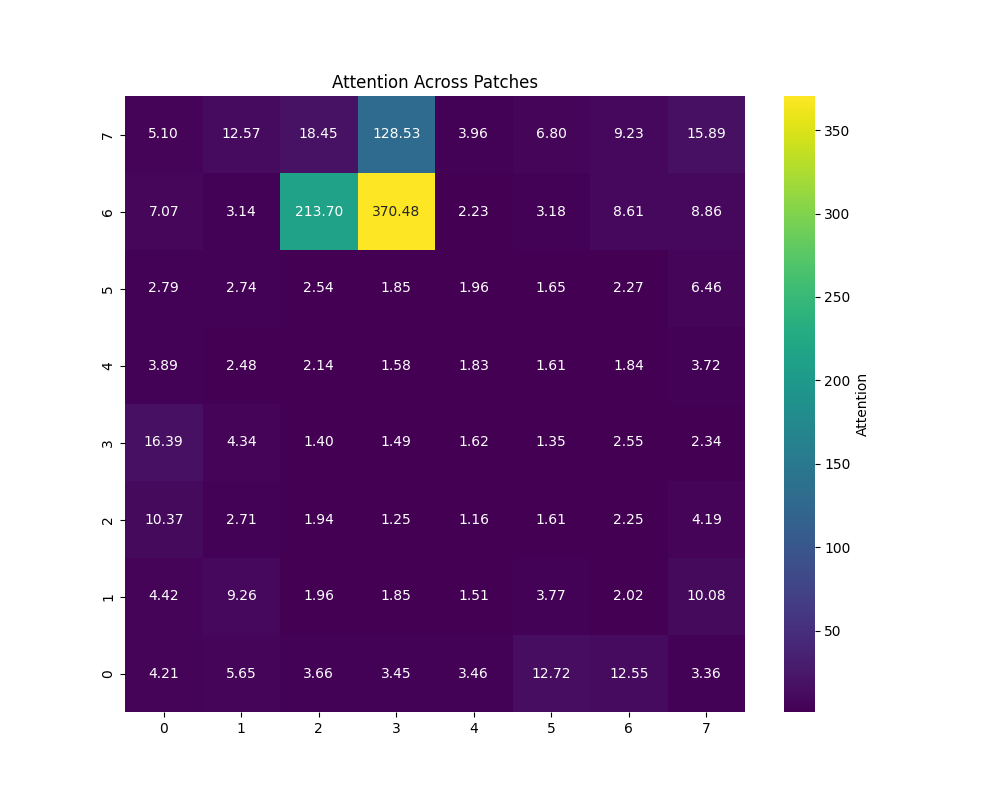 Attention Across Patches
7 5.10 12.57 18.45 128.53 3.96 6.80 9.23 15.89
6 7.07 3.14 213.70 370.48 2.23 3.18 8.61 8.86
5 2.79 2.74 2.54 1.85 1.96 1.65 2.27 6.46
4 3.89 2.48 2.14 1.58 1.83 1.61 1.84 3.72
3 16.39 4.34 1.40 1.49 1.62 1.35 2.55 2.34
2 10.37 2.71 1.94 1.25 1.16 1.61 2.25 4.19
1 4.42 9.26 1.96 1.85 1.51 3.77 2.02 10.08
0 4.21 5.65 3.66 3.45 3.46 12.72 12.55 3.36
0 1 2 3 4 5 6 7
350
300
250
200
150
100
50
Attention